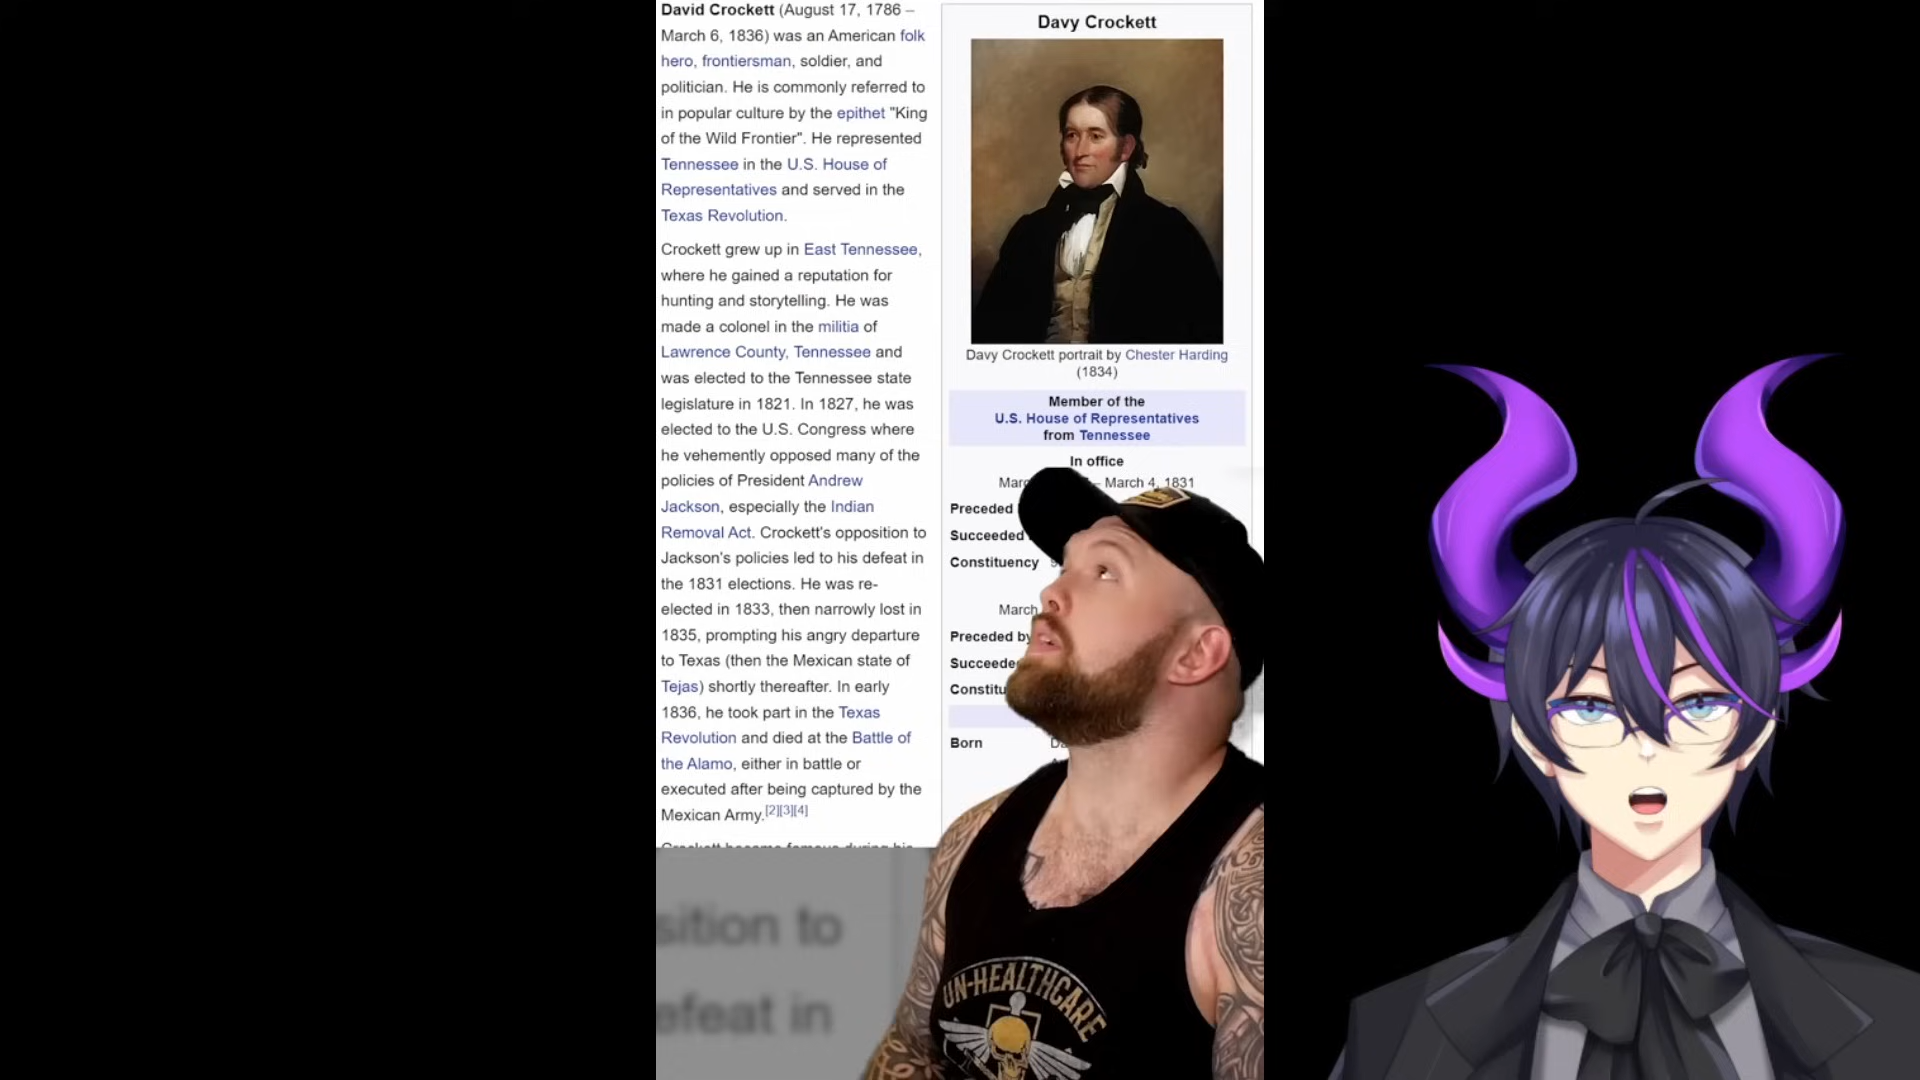 David Crockett (August 17, 1786 –
March 6, 1836) was an American folk
hero, frontiersman, soldier, and
politician. He is commonly referred to
in popular culture by the epithet "King
of the Wild Frontier". He represented
Tennessee in the U.S. House of
Representatives and served in the
Texas Revolution.
Crockett grew up in East Tennessee,
where he gained a reputation for
hunting and storytelling. He was
made a colonel in the militia of
Lawrence County, Tennessee and
was elected to the Tennessee state
legislature in 1821. In 1827, he was
elected to the U.S. Congress where
he vehemently opposed many of the
policies of President Andrew
Jackson, especially the Indian
Removal Act. Crockett's opposition to
Jackson's policies led to his defeat in
the 1831 elections. He was re-
elected in 1833, then narrowly lost in
1835, prompting his angry departure
to Texas (then the Mexican state of
Tejas) shortly thereafter. In early
1836, he took part in the Texas
Revolution and died at the Battle of
the Alamo, either in battle or
executed after being captured by the
Mexican Army.[2][3][4]
Davy Crockett
Davy Crockett portrait by Chester Harding
(1834)
Member of the
U.S. House of Representatives
from Tennessee
In office
– March 4, 1831
Preceded
Succeeded
Constituency
March
Preceded by
Succeede
Constitu
Born
sition to
efeat in
UN-HEALTHCARE